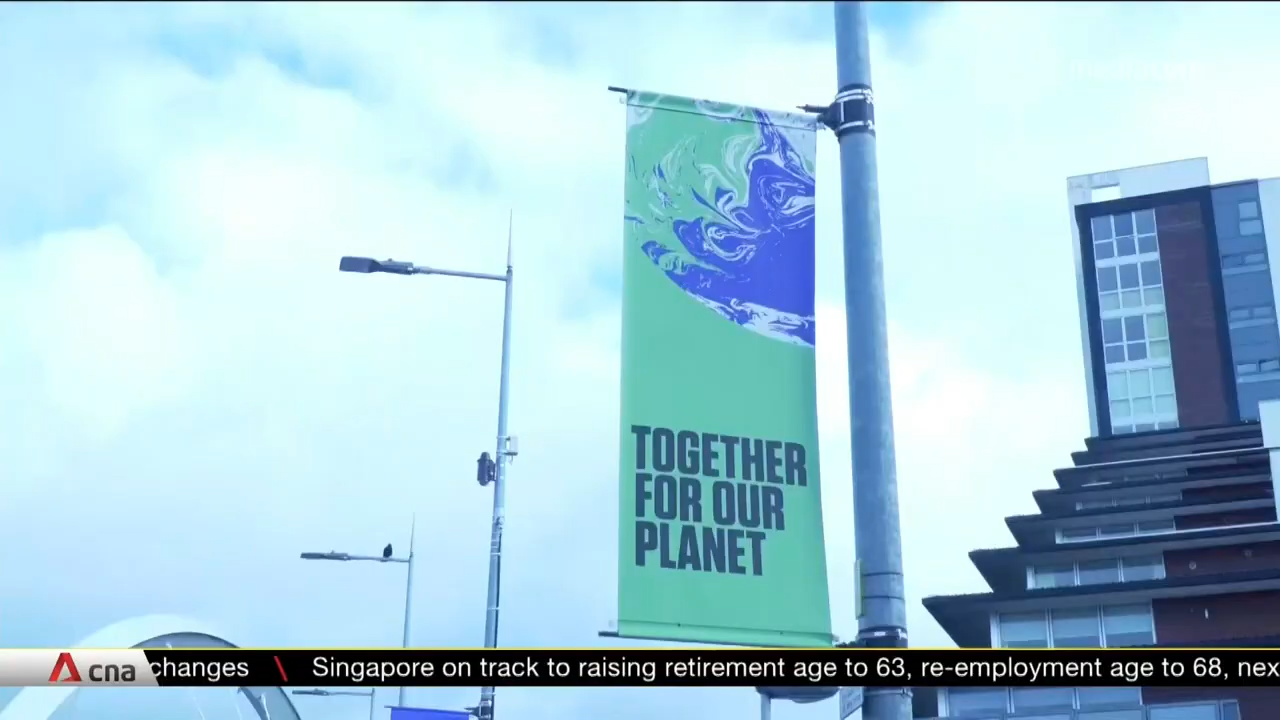 TOGETHER
FOR OUR
PLANET
cna
changes \ Singapore on track to raising retirement age to 63, re-employment age to 68, nex